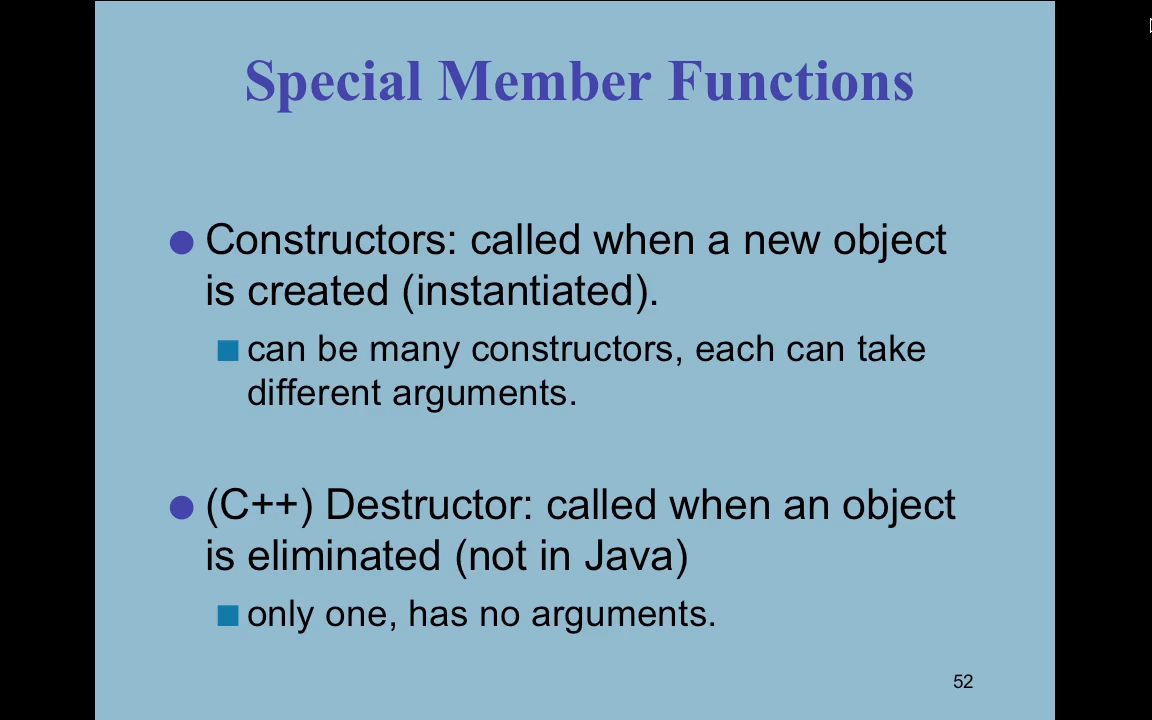 Special Member Functions
Constructors: called when a new object
is created (instantiated).
can be many constructors, each can take
different arguments.
(C++) Destructor: called when an object
is eliminated (not in Java)
only one, has no arguments.
52